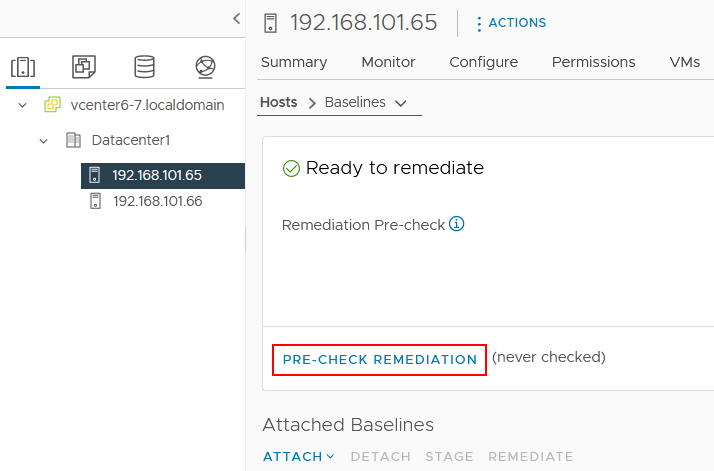 192.168.101.65
ACTIONS
Summary Monitor Configure Permissions VMs
Hosts Baselines
vcenter6-7.localdomain
Datacenter1
192.168.101.65
192.168.101.66
Ready to remediate
Remediation Pre-check
PRE-CHECK REMEDIATION (never checked)
Attached Baselines
ATTACH DETACH STAGE REMEDIATE